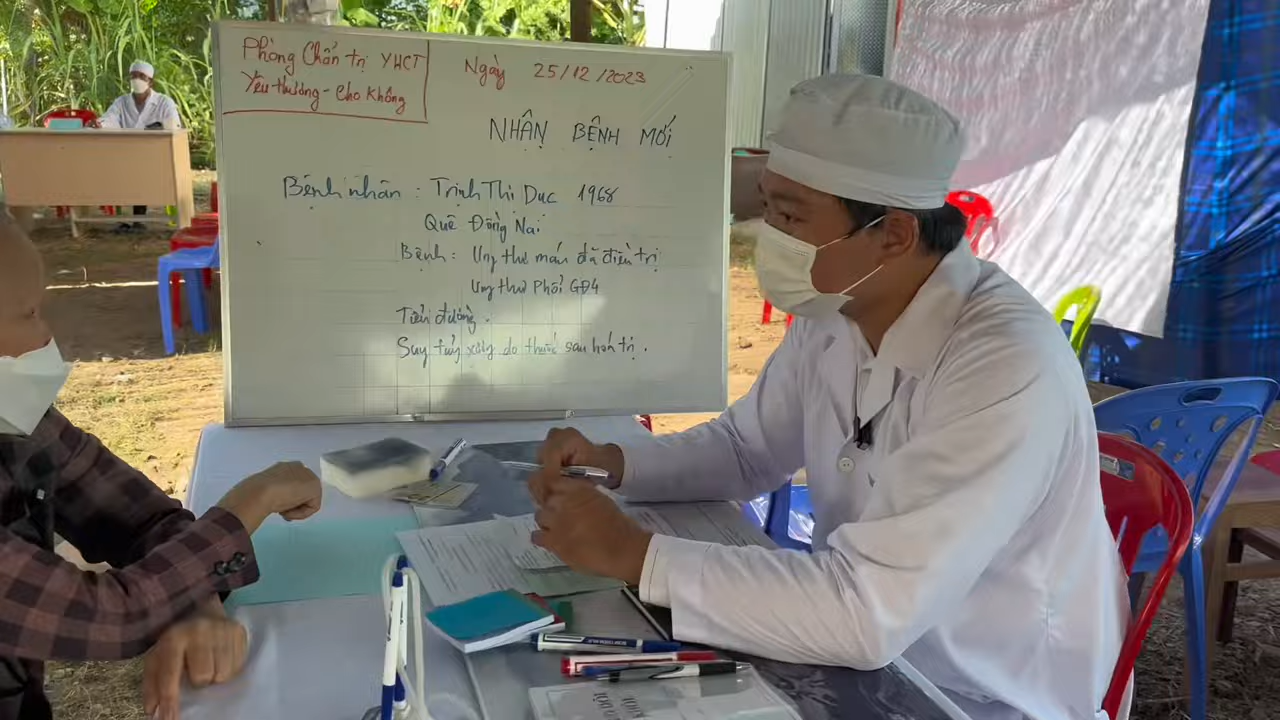 Phòng Chẩn trị YHCT
Yêu thương - Cho Không
Ngày 25/12/2023
NHẬN BỆNH MỚI
Bệnh nhân : Trịnh Thị Dục 1968
Quê Đồng Nai
Bệnh : Ung thư máu đã điều trị
Ung thư Phổi GĐ4
Tiểu đường.
Suy tủy xương do thuốc sau hóa trị.